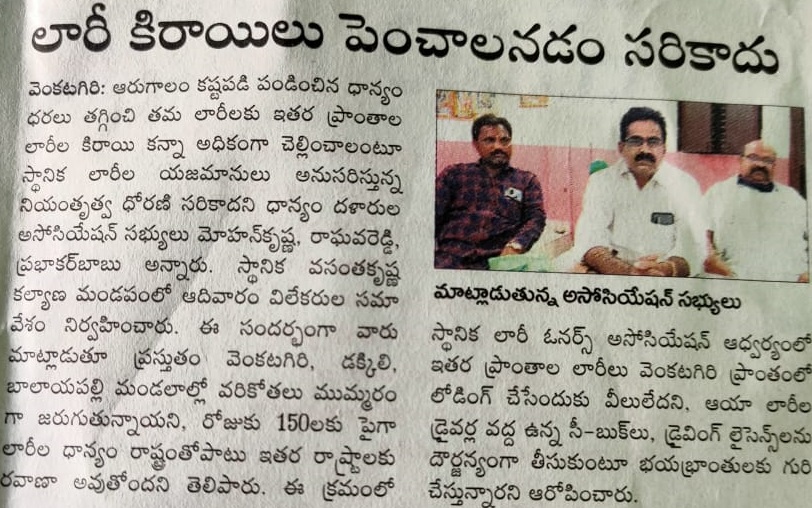 లారీ కిరాయిలు పెంచాలనడం సరికాదు
వెంకటగిరి: ఆరుగాలం కష్టపడి పండించిన ధాన్యం
ధరలు తగ్గించి తమ లారీలకు ఇతర ప్రాంతాల
లారీల కిరాయి కన్నా అధికంగా చెల్లించాలంటూ
స్థానిక లారీల యజమానులు అనుసరిస్తున్న
నియంతృత్వ ధోరణి సరికాదని ధాన్యం దళారుల
అసోసియేషన్ సభ్యులు మోహన్‌కృష్ణ, రాఘవరెడ్డి,
ప్రభాకర్‌బాబు అన్నారు. స్థానిక వసంతకృష్ణ
కల్యాణ మండపంలో ఆదివారం విలేకరుల సమా
వేశం నిర్వహించారు. ఈ సందర్భంగా వారు
మాట్లాడుతూ ప్రస్తుతం వెంకటగిరి, డక్కిలి,
బాలాయపల్లి మండలాల్లో వరికోతలు ముమ్మరం
గా జరుగుతున్నాయని, రోజుకు 150లకు పైగా
లారీల ధాన్యం రాష్ట్రంతోపాటు ఇతర రాష్ట్రాలకు
రవాణా అవుతోందని తెలిపారు. ఈ క్రమంలో
మాట్లాడుతున్న అసోసియేషన్ సభ్యులు
స్థానిక లారీ ఓనర్స్ అసోసియేషన్ ఆధ్వర్యంలో
ఇతర ప్రాంతాల లారీలు వెంకటగిరి ప్రాంతంలో
లోడింగ్ చేసేందుకు వీలులేదని, ఆయా లారీల
డ్రైవర్ల వద్ద ఉన్న సీ-బుక్‌లు, డ్రైవింగ్ లైసెన్స్‌లను
దౌర్జన్యంగా తీసుకుంటూ భయభ్రాంతులకు గురి
చేస్తున్నారని ఆరోపించారు.